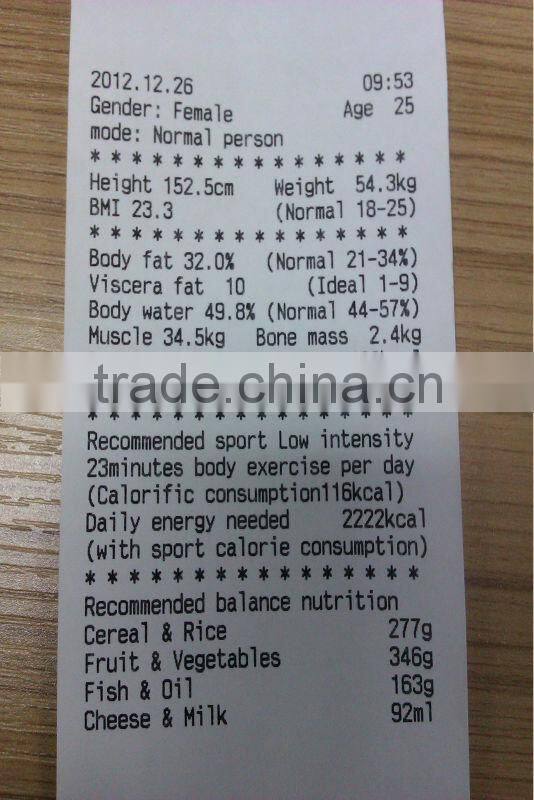 2012.12.26 09:53
Gender: Female Age 25
mode: Normal person
* * * * * * * * * * * * * * * *
Height 152.5cm Weight 54.3kg
BMI 23.3 (Normal 18-25)
* * * * * * * * * * * * * * * *
Body fat 32.0% (Normal 21-34%)
Viscera fat 10 (Ideal 1-9)
Body water 49.8% (Normal 44-57%)
Muscle 34.5kg Bone mass 2.4kg
trade.china.cn
* * * * * * * * * * * * * * * *
Recommended sport Low intensity
23minutes body exercise per day
(Calorific consumption116kcal)
Daily energy needed 2222kcal
(with sport calorie consumption)
* * * * * * * * * * * * * * * *
Recommended balance nutrition
Cereal & Rice 277g
Fruit & Vegetables 346g
Fish & Oil 163g
Cheese & Milk 92ml